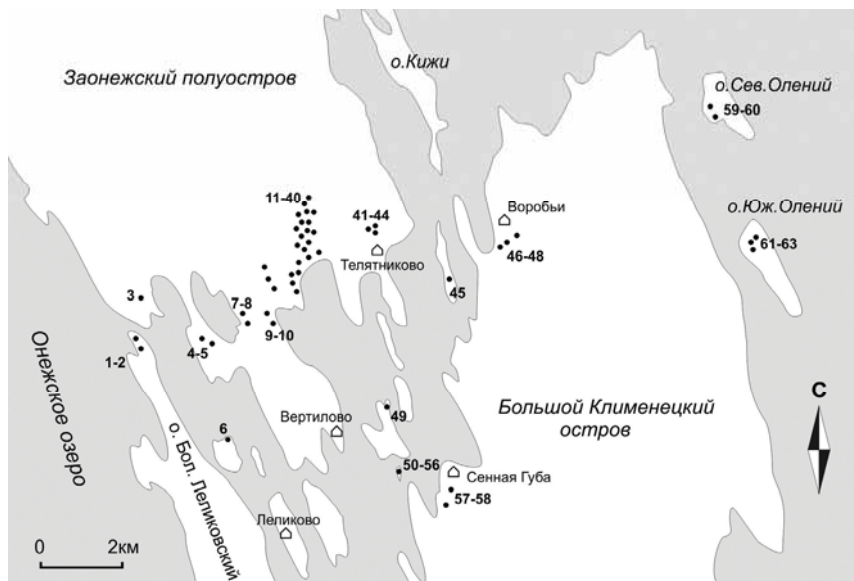 о.Кижи
Заонежский полуостров
о.Сев.Олений
59-60
11-40
41-44
Воробьи
о.Юж.Олений
Телятниково
46-48
61-63
3
7-8
45
1-2
4-5
9-10
Онежское озеро
49
Большой Клименецкий
остров
С
Вертилово
6
50-56
Сенная Губа
о. Бол. Леликовский
57-58
Леликово
0 2км